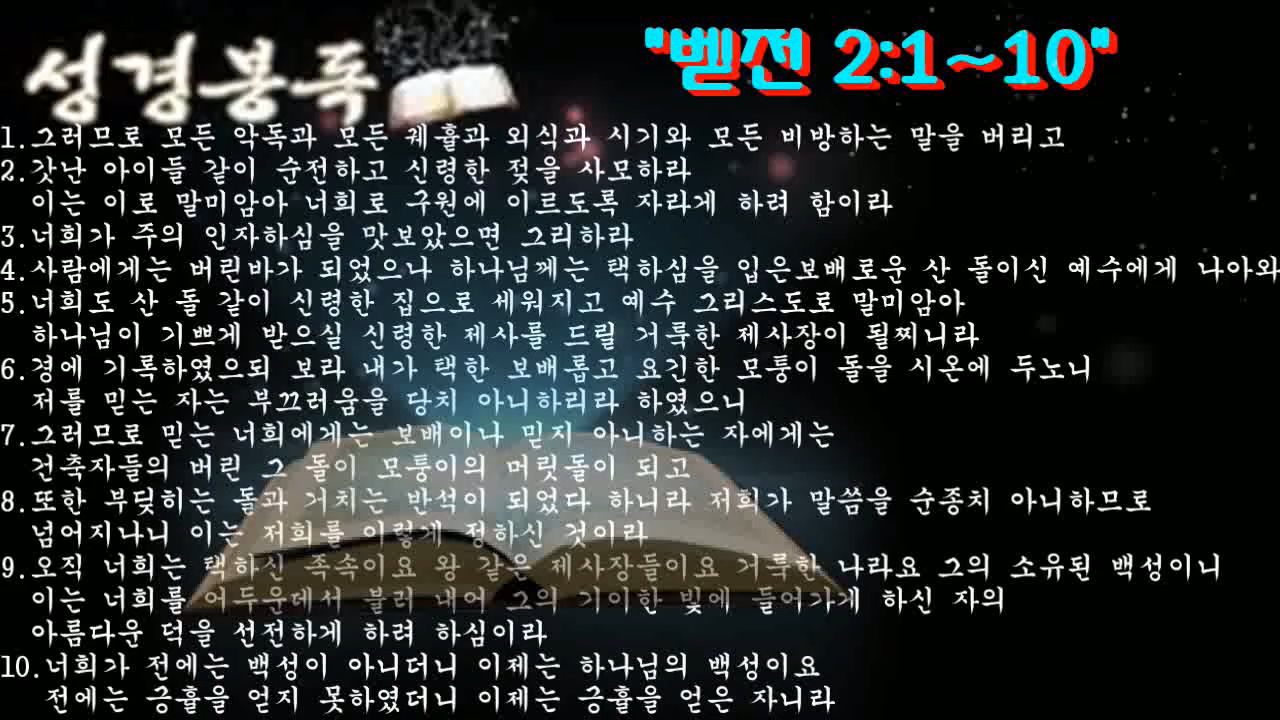 성경봉독
"벧전 2:1~10"
1.그러므로 모든 악독과 모든 궤휼과 외식과 시기와 모든 비방하는 말을 버리고
2.갓난 아이들 같이 순전하고 신령한 젖을 사모하라
이는 이로 말미암아 너희로 구원에 이르도록 자라게 하려 함이라
3.너희가 주의 인자하심을 맛보았으면 그리하라
4.사람에게는 버린바가 되었으나 하나님께는 택하심을 입은보배로운 산 돌이신 예수에게 나아와
5.너희도 산 돌 같이 신령한 집으로 세워지고 예수 그리스도로 말미암아
하나님이 기쁘게 받으실 신령한 제사를 드릴 거룩한 제사장이 될찌니라
6.경에 기록하였으되 보라 내가 택한 보배롭고 요긴한 모퉁이 돌을 시온에 두노니
저를 믿는 자는 부끄러움을 당치 아니하리라 하였으니
7.그러므로 믿는 너희에게는 보배이나 믿지 아니하는 자에게는
건축자들의 버린 그 돌이 모퉁이의 머릿돌이 되고
8.또한 부딪히는 돌과 거치는 반석이 되었다 하니라 저희가 말씀을 순종치 아니하므로
넘어지나니 이는 저희를 이렇게 정하신 것이라
9.오직 너희는 택하신 족속이요 왕 같은 제사장들이요 거룩한 나라요 그의 소유된 백성이니
이는 너희를 어두운데서 불러 내어 그의 기이한 빛에 들어가게 하신 자의
아름다운 덕을 선전하게 하려 하심이라
10.너희가 전에는 백성이 아니더니 이제는 하나님의 백성이요
전에는 긍휼을 얻지 못하였더니 이제는 긍휼을 얻은 자니라